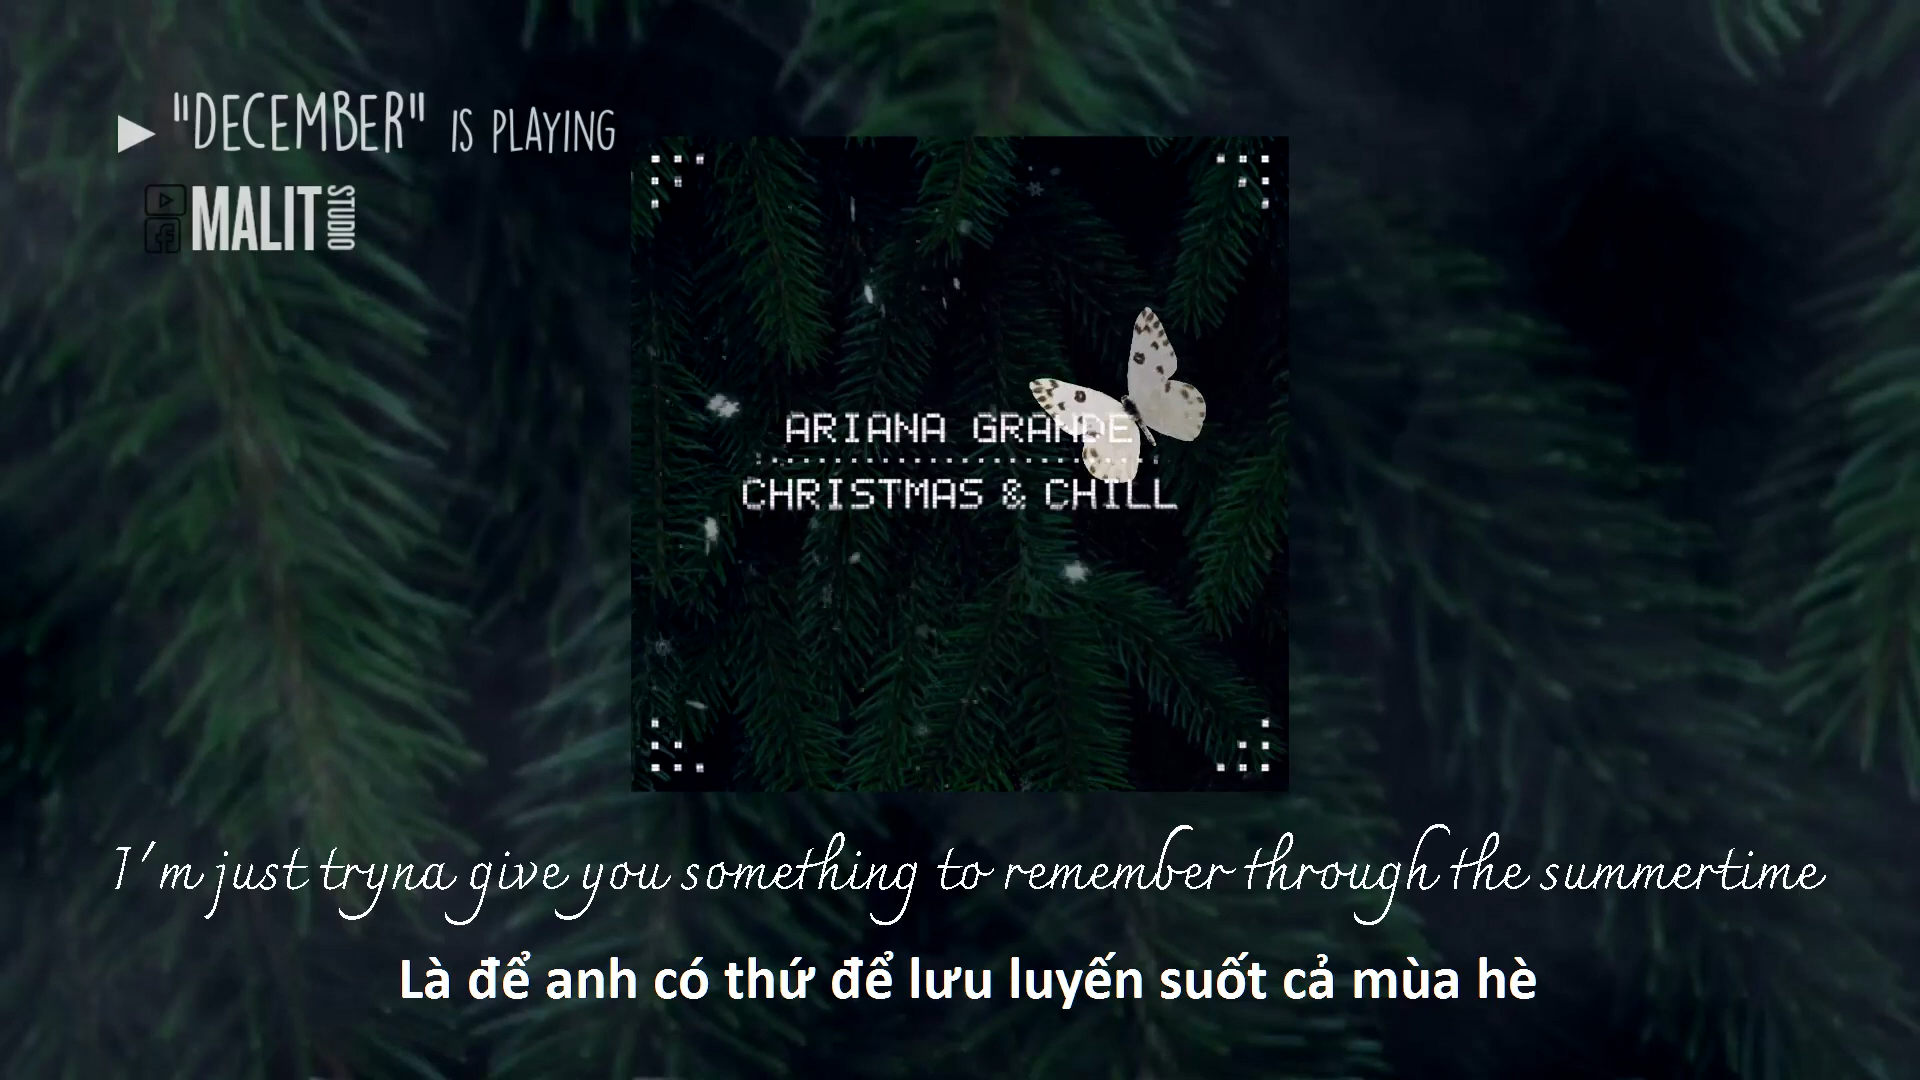 "DECEMBER" IS PLAYING
MALIT STUDIO
ARIANA GRANDE
CHRISTMAS & CHILL
I'm just tryna give you something to remember through the summertime
Là để anh có thứ để lưu luyến suốt cả mùa hè